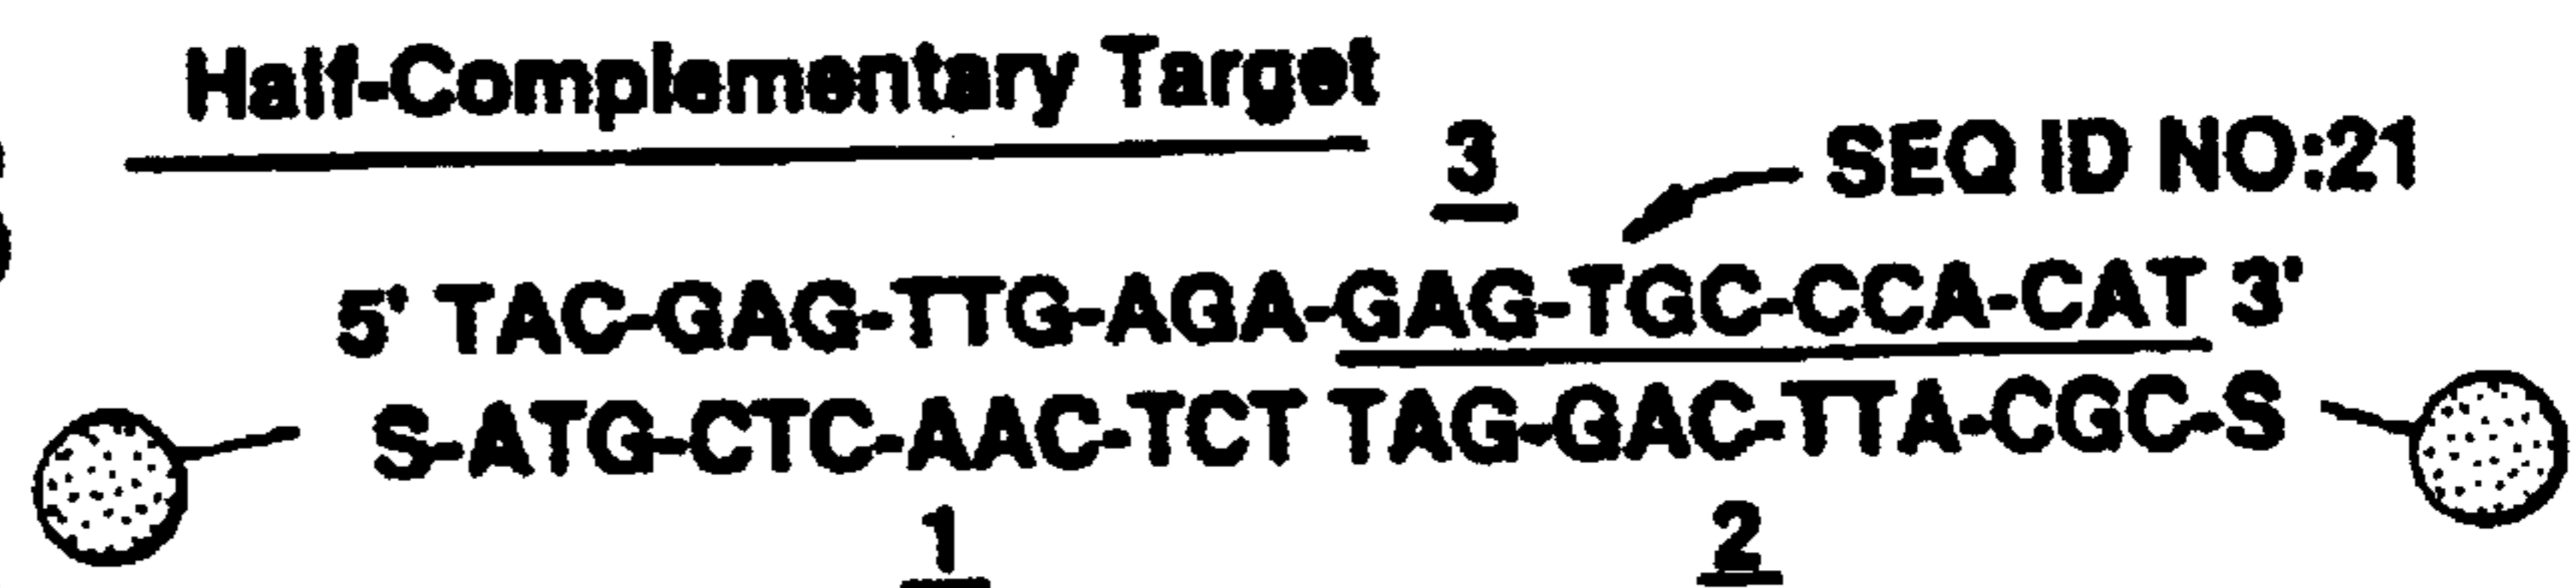 Half-Complementary Target
3
SEQ ID NO:21
5' TAC-GAG-TTG-AGA-GAG-TGC-CCA-CAT 3'
S-ATG-CTC-AAC-TCT TAG-GAC-TTA-CGC-S
1 2